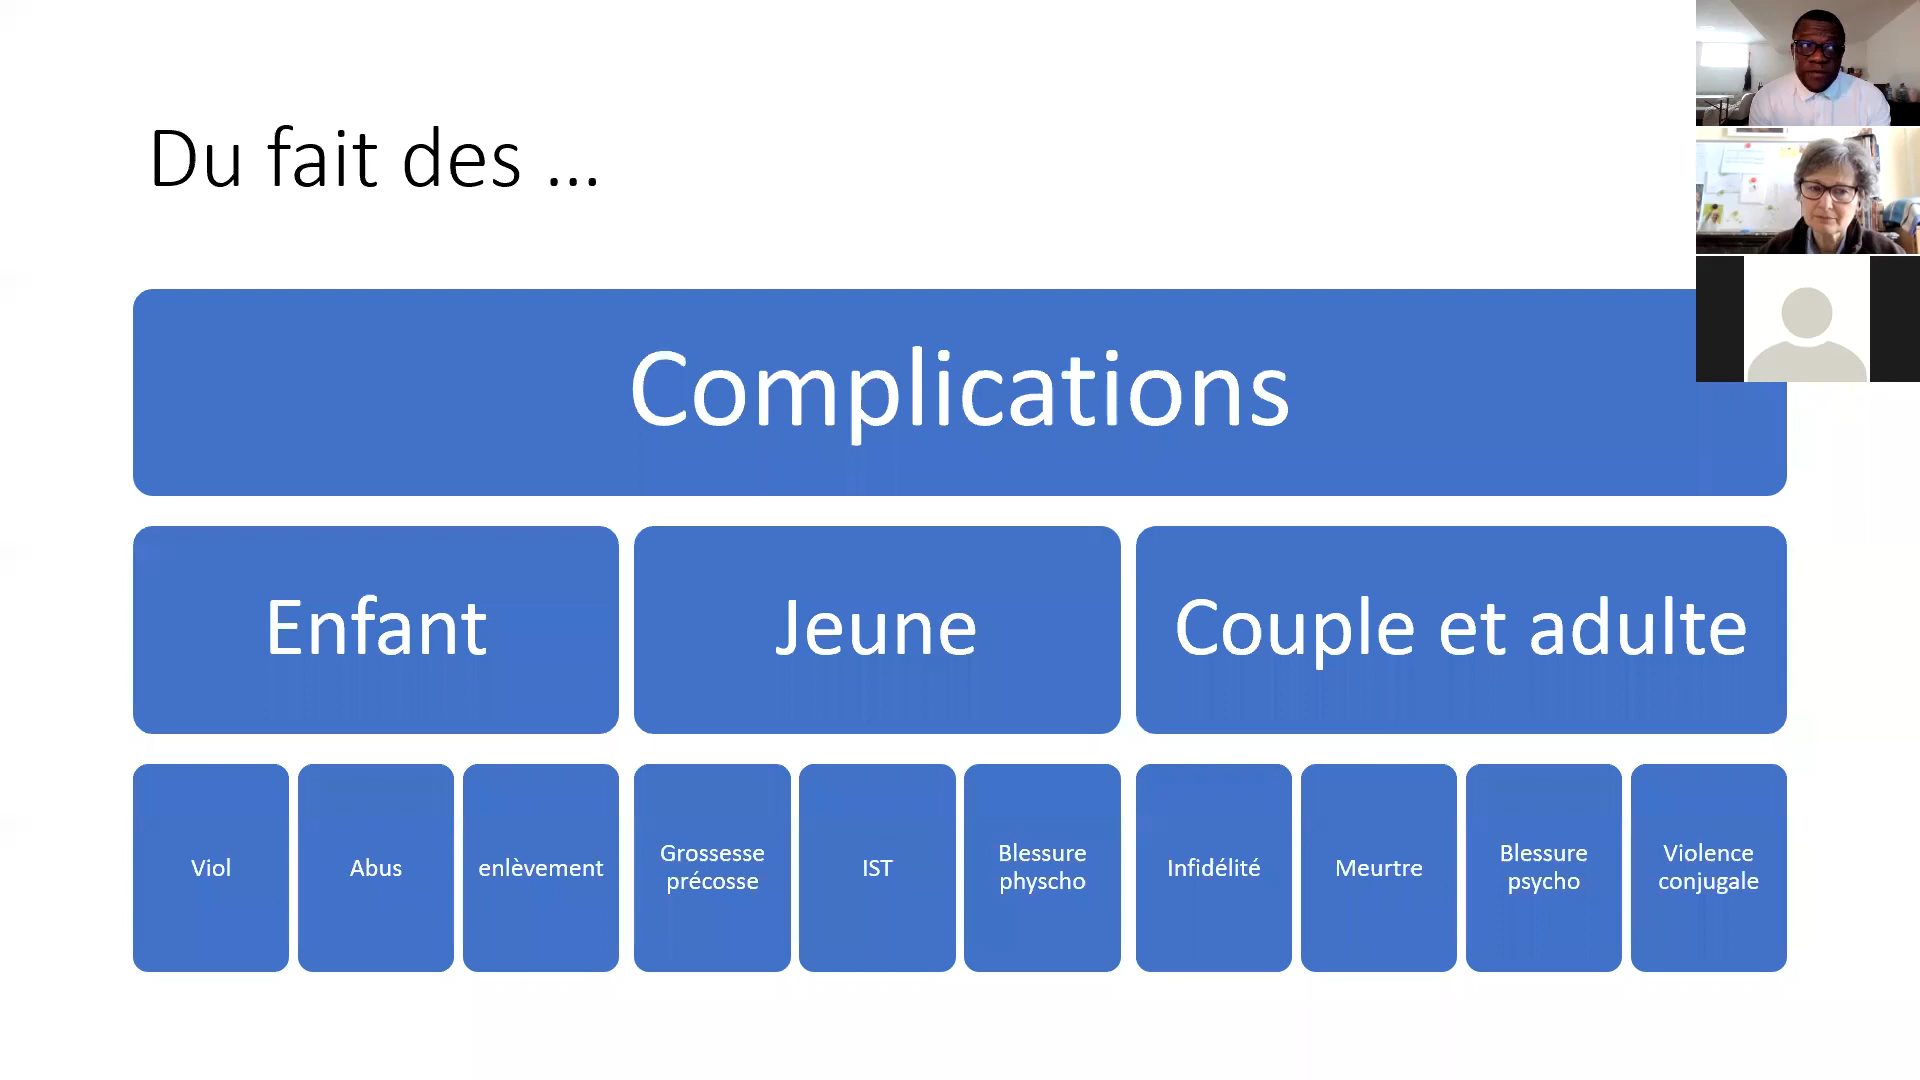 Du fait des ...
Complications
Enfant
Jeune
Couple et adulte
Viol
Abus
enlèvement
Grossesse
précosse
IST
Blessure
physcho
Infidélité
Meurtre
Blessure
psycho
Violence
conjugale